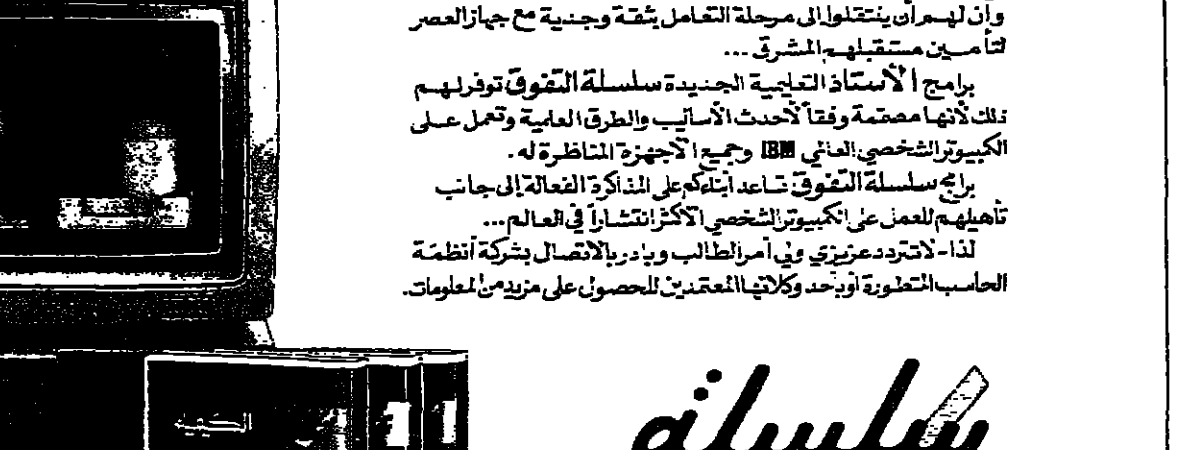 وأن لهم أن ينتقلوا إلى مرحلة التعامل بثقة وجدية مع جهاز العصر
لتأمين مستقبلهم المشرق ...
برامج الأستاذ التعليمية الجديدة سلسلة التفوق توفر لهم
ذلك لأنها مصممة وفقاً لأحدث الأساليب والطرق العلمية وتعمل على
الكمبيوتر الشخصي العالمي IBM وجميع الاجهزة المناظرة له .
برامج سلسلة التفوق تساعد ابناءكم على المذاكرة الفعالة إلى جانب
تأهيلهم للعمل على الكمبيوتر الشخصي الأكثر انتشاراً في العالم ...
لذا - لا تتردد عزيزي ولي أمر الطالب وبادر بالاتصال بشركة أنظمة
الحاسب المتطورة أو بأحد وكلائها المعتمدين للحصول على مزيد من المعلومات .
سلسلة